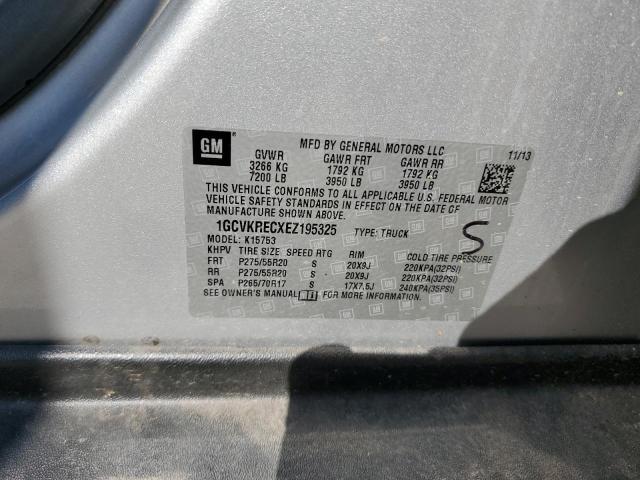 GM ®
MFD BY GENERAL MOTORS LLC 11/13
GVWR GAWR FRT GAWR RR
3266 KG 1792 KG 1792 KG
7200 LB 3950 LB 3950 LB
THIS VEHICLE CONFORMS TO ALL APPLICABLE U.S. FEDERAL MOTOR
VEHICLE SAFETY STANDARDS IN EFFECT ON THE DATE OF
MANUFACTURE SHOWN ABOVE.
1GCVKRECXEZ195325 TYPE: TRUCK S
MODEL: K15753
KHPV TIRE SIZE SPEED RTG RIM COLD TIRE PRESSURE
FRT P275/55R20 S 20X9J 220KPA(32PSI)
RR P275/55R20 S 20X9J 220KPA(32PSI)
SPA P265/70R17 S 17X7.5J 240KPA(35PSI)
SEE OWNER'S MANUAL FOR MORE INFORMATION.